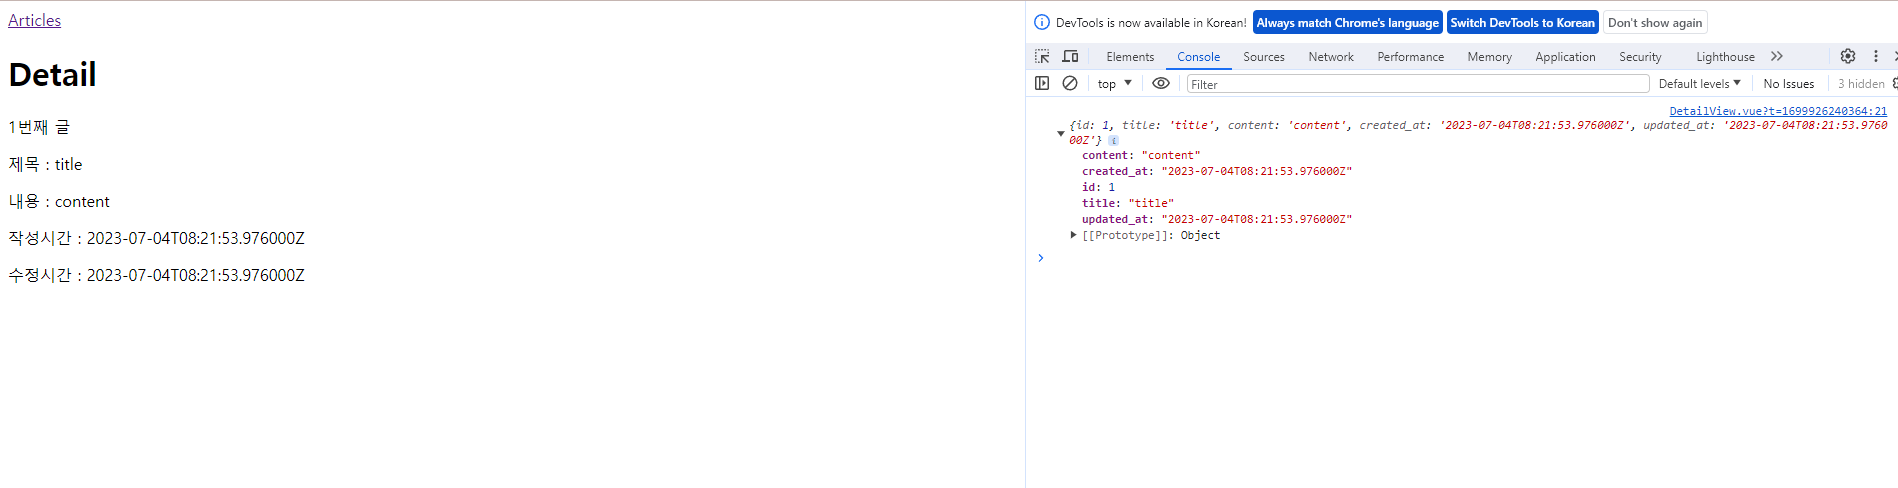 Articles
Detail
1번째 글
제목 : title
내용 : content
작성시간 : 2023-07-04T08:21:53.976000Z
수정시간 : 2023-07-04T08:21:53.976000Z
DevTools is now available in Korean! Always match Chrome's language Switch DevTools to Korean Don't show again
Elements Console Sources Network Performance Memory Application Security Lighthouse
top Filter Default levels No Issues 3 hidden
DetailView.vue?t=1699926240364:21
{id: 1, title: 'title', content: 'content', created_at: '2023-07-04T08:21:53.976000Z', updated_at: '2023-07-04T08:21:53.9760
00Z'}
content: "content"
created_at: "2023-07-04T08:21:53.976000Z"
id: 1
title: "title"
updated_at: "2023-07-04T08:21:53.976000Z"
[[Prototype]]: Object